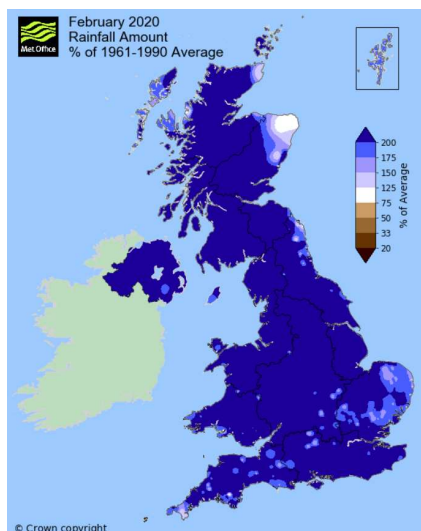 Met Office
February 2020
Rainfall Amount
% of 1961-1990 Average
200
175
150
125
75
50
33
20
% of Average
© Crown copyright